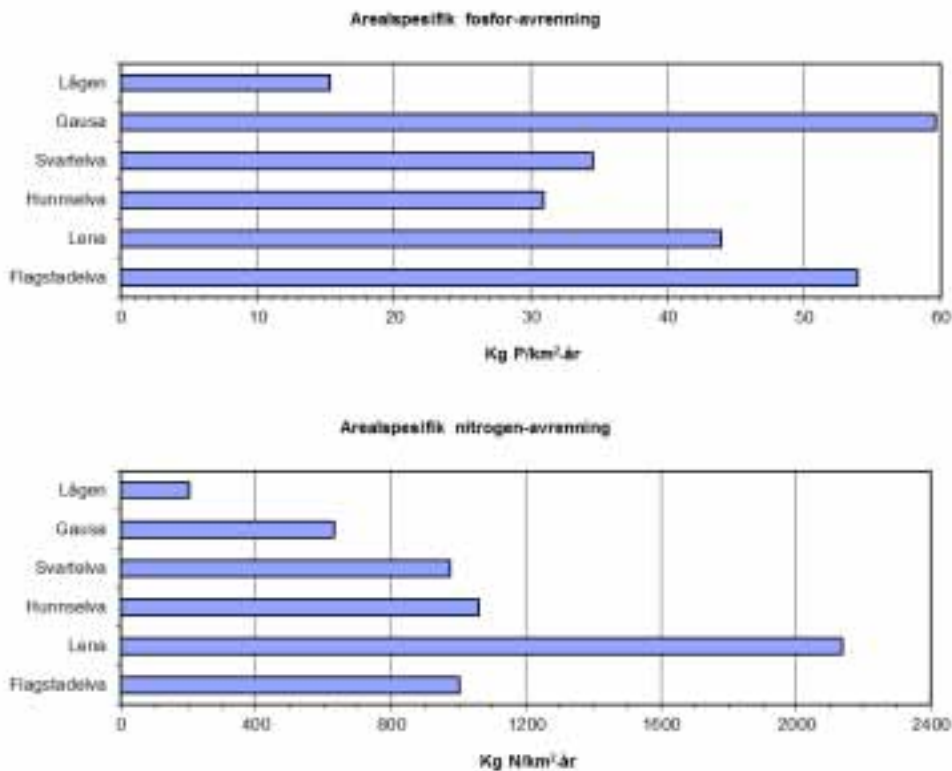 Arealspesifik fosfor-avrenning
Lågen
Gausa
Svartelva
Hunnselva
Lena
Flagstadelva
0 10 20 30 40 50 60
Kg P/km²·år
Arealspesifik nitrogen-avrenning
Lågen
Gausa
Svartelva
Hunnselva
Lena
Flagstadelva
0 400 800 1200 1600 2000 2400
Kg N/km²·år